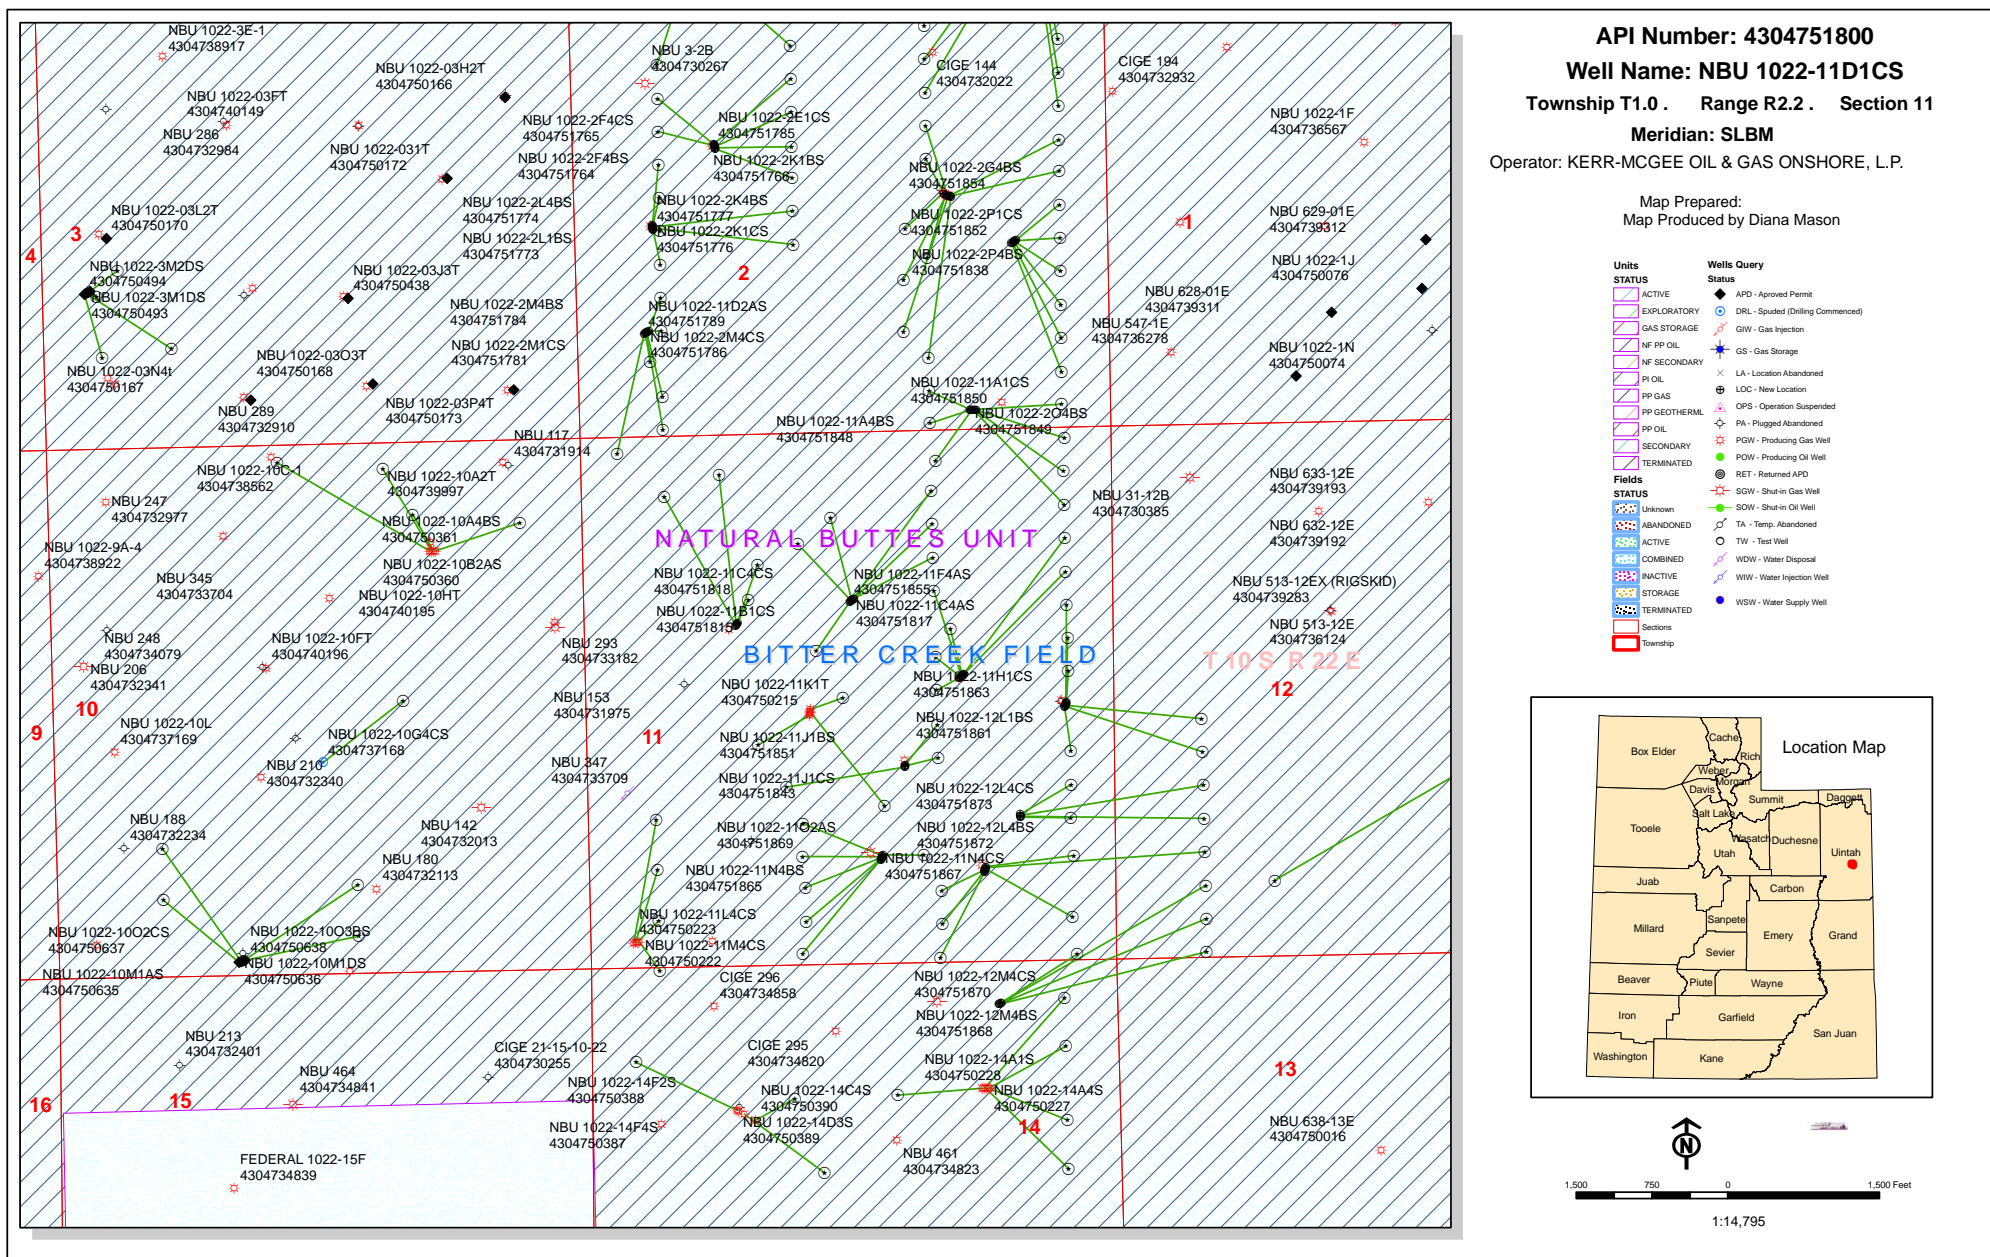 NBU 1022-3E-1
4304738917
NBU 1022-03H2T
4304750166
NBU 3-2B
4304730267
CIGE 144
4304732022
CIGE 194
4304732932
NBU 1022-03FT
4304740149
NBU 286
4304732984
NBU 1022-031T
4304750172
NBU 1022-2F4CS
4304751765
NBU 1022-2F4BS
4304751764
NBU 1022-2E1CS
4304751785
NBU 1022-2K1BS
4304751766
NBU 1022-2G4BS
4304751854
NBU 1022-1F
4304736567
NBU 1022-03L2T
4304750170
3
4
NBU 1022-2L4BS
4304751774
NBU 1022-2L1BS
4304751773
NBU 1022-2K4BS
4304751777
NBU 1022-2K1CS
4304751776
2
NBU 1022-2P1CS
4304751852
NBU 1022-2P4BS
4304751838
1
NBU 629-01E
4304739312
NBU 1022-1J
4304750076
NBU 1022-3M2DS
4304750494
NBU 1022-3M1DS
4304750493
NBU 1022-03J3T
4304750438
NBU 1022-2M4BS
4304751784
NBU 1022-2M1CS
4304751781
NBU 1022-11D2AS
4304751789
NBU 1022-2M4CS
4304751786
NBU 628-01E
4304739311
NBU 547-1E
4304736278
NBU 1022-1N
4304750074
NBU 1022-03N4t
4304750167
NBU 1022-03O3T
4304750168
NBU 289
4304732910
NBU 1022-03P4T
4304750173
NBU 1022-11A1CS
4304751850
NBU 1022-2O4BS
4304751849
NBU 1022-11A4BS
4304751848
NBU 117
4304731914
NBU 1022-10C-1
4304738562
NBU 1022-10A2T
4304739997
NBU 247
4304732977
NBU 1022-10A4BS
4304750361
NBU 31-12B
4304730385
NBU 633-12E
4304739193
NBU 632-12E
4304739192
NATURAL BUTTES UNIT
NBU 1022-9A-4
4304738922
NBU 345
4304733704
NBU 1022-10B2AS
4304750360
NBU 1022-10HT
4304740195
NBU 1022-11C4CS
4304751818
NBU 1022-11B1CS
4304751815
NBU 1022-11F4AS
4304751855
NBU 1022-11C4AS
4304751817
NBU 513-12EX (RIGSKID)
4304739283
NBU 513-12E
4304736124
NBU 248
4304734079
NBU 206
4304732341
NBU 1022-10FT
4304740196
NBU 293
4304733182
BITTER CREEK FIELD
T 10 S R 22 E
10
9
NBU 153
4304731975
NBU 1022-11K1T
4304750215
NBU 1022-11H1CS
4304751863
12
NBU 1022-10L
4304737169
NBU 1022-10G4CS
4304737168
NBU 210
4304732340
11
NBU 347
4304733709
NBU 1022-11J1BS
4304751851
NBU 1022-11J1CS
4304751843
NBU 1022-12L1BS
4304751861
NBU 1022-12L4CS
4304751873
NBU 188
4304732234
NBU 142
4304732013
NBU 180
4304732113
NBU 1022-11O2AS
4304751869
NBU 1022-11N4BS
4304751865
NBU 1022-12L4BS
4304751872
NBU 1022-11N4CS
4304751867
NBU 1022-10O2CS
4304750637
NBU 1022-10O3BS
4304750638
NBU 1022-10M1DS
4304750636
NBU 1022-10M1AS
4304750635
NBU 1022-11L4CS
4304750223
NBU 1022-11M4CS
4304750222
CIGE 296
4304734858
NBU 1022-12M4CS
4304751870
NBU 1022-12M4BS
4304751868
NBU 213
4304732401
NBU 464
4304734841
CIGE 21-15-10-22
4304730255
CIGE 295
4304734820
NBU 1022-14A1S
4304750228
NBU 1022-14A4S
4304750227
13
16
15
14
NBU 1022-14F2S
4304750388
NBU 1022-14C4S
4304750390
NBU 1022-14D3S
4304750389
NBU 1022-14F4S
4304750387
NBU 461
4304734823
NBU 638-13E
4304750016
FEDERAL 1022-15F
4304734839
API Number: 4304751800
Well Name: NBU 1022-11D1CS
Township T1.0 . Range R2.2 . Section 11
Meridian: SLBM
Operator: KERR-MCGEE OIL & GAS ONSHORE, L.P.
Map Prepared:
Map Produced by Diana Mason
Units
STATUS
ACTIVE
EXPLORATORY
GAS STORAGE
NF PP OIL
NF SECONDARY
PI OIL
PP GAS
PP GEOTHERML
PP OIL
SECONDARY
TERMINATED
Fields
STATUS
Unknown
ABANDONED
ACTIVE
COMBINED
INACTIVE
STORAGE
TERMINATED
Sections
Township
Wells Query
Status
APD - Aproved Permit
DRL - Spuded (Drilling Commenced)
GIW - Gas Injection
GS - Gas Storage
LA - Location Abandoned
LOC - New Location
OPS - Operation Suspended
PA - Plugged Abandoned
PGW - Producing Gas Well
POW - Producing Oil Well
RET - Returned APD
SGW - Shut-in Gas Well
SOW - Shut-in Oil Well
TA - Temp. Abandoned
TW - Test Well
WDW - Water Disposal
WIW - Water Injection Well
WSW - Water Supply Well
Location Map
Box Elder
Cache
Rich
Weber
Morgan
Davis
Summit
Daggett
Salt Lake
Tooele
Wasatch
Duchesne
Utah
Uintah
Juab
Carbon
Sanpete
Millard
Emery
Grand
Sevier
Beaver
Piute
Wayne
Iron
Garfield
San Juan
Washington
Kane
N
1,500 750 0 1,500 Feet
1:14,795